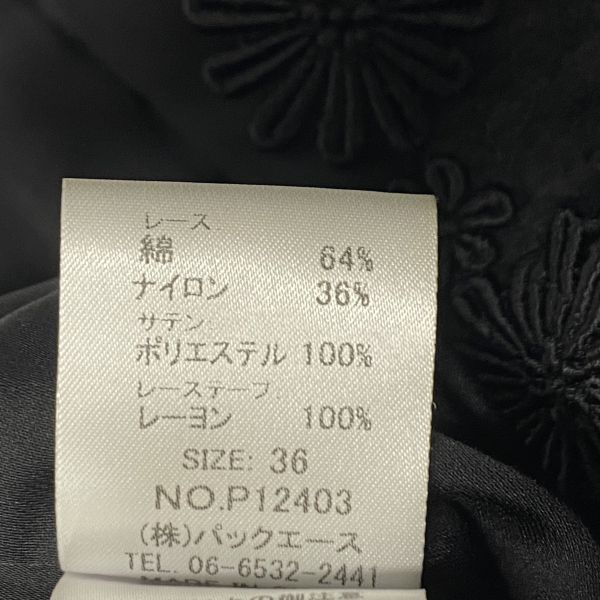 レース
綿 64%
ナイロン 36%
サテン
ポリエステル 100%
レーステープ.
レーヨン 100%
SIZE: 36
NO.P12403
(株)パックエース
TEL. 06-6532-2441
MADE IN